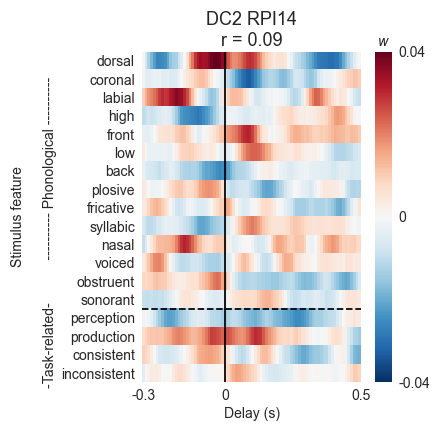 DC2 RPI14
r = 0.09
w
Stimulus feature
---------- Phonological ----------
-Task-related-
dorsal
coronal
labial
high
front
low
back
plosive
fricative
syllabic
nasal
voiced
obstruent
sonorant
perception
production
consistent
inconsistent
0.04
0
-0.04
-0.3
0
0.5
Delay (s)